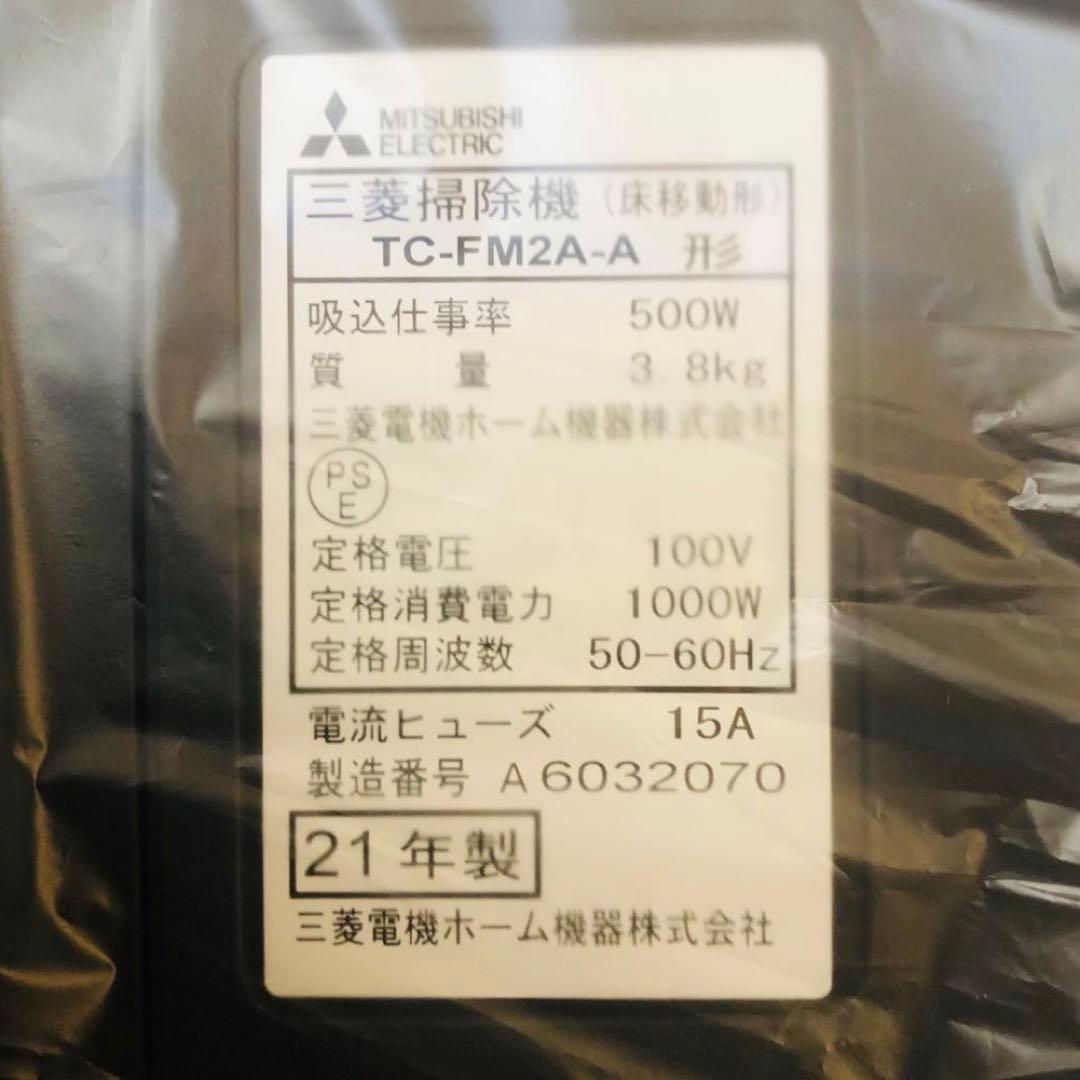 MITSUBISHI
ELECTRIC
三菱掃除機（床移動形）
TC-FM2A-A 形
吸込仕事率 500W
質量 3.8kg
三菱電機ホーム機器株式会社
PS
E
定格電圧 100V
定格消費電力 1000W
定格周波数 50-60Hz
電流ヒューズ 15A
製造番号 A6032070
21年製
三菱電機ホーム機器株式会社